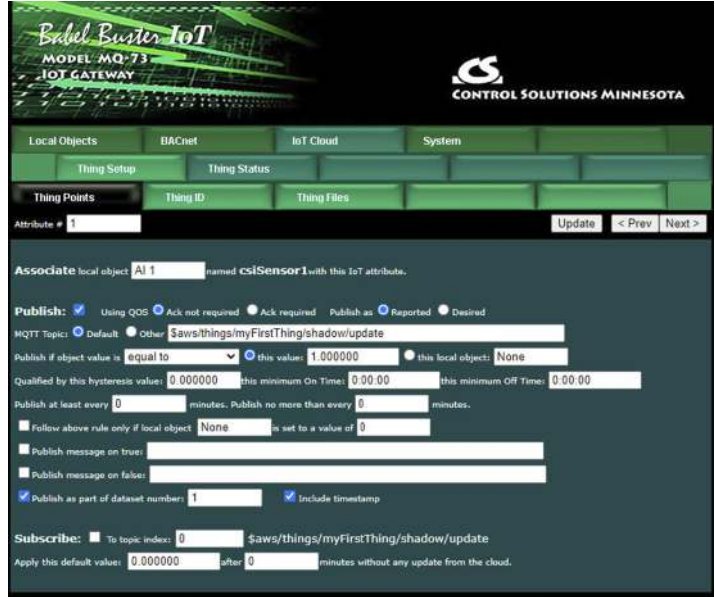 Babel Buster IoT
MODEL MQ-73
IOT GATEWAY
CS
CONTROL SOLUTIONS MINNESOTA
Local Objects BACnet IoT Cloud System
Thing Setup Thing Status
Thing Points Thing ID Thing Files
Attribute # 1 Update < Prev Next >
Associate local object AI 1 named csiSensor1 with this IoT attribute.
Publish: Using QOS Ack not required Ack required Publish as Reported Desired
MQTT Topic: Default Other $aws/things/myFirstThing/shadow/update
Publish if object value is equal to this value: 1.000000 this local object: None
Qualified by this hysteresis value: 0.000000 this minimum On Time: 0:00:00 this minimum Off Time: 0:00:00
Publish at least every 0 minutes. Publish no more than every 0 minutes.
Follow above rule only if local object None is set to a value of 0
Publish message on true:
Publish message on false:
Publish as part of dataset number: 1 Include timestamp
Subscribe: To topic index: 0 $aws/things/myFirstThing/shadow/update
Apply this default value: 0.000000 after 0 minutes without any update from the cloud.